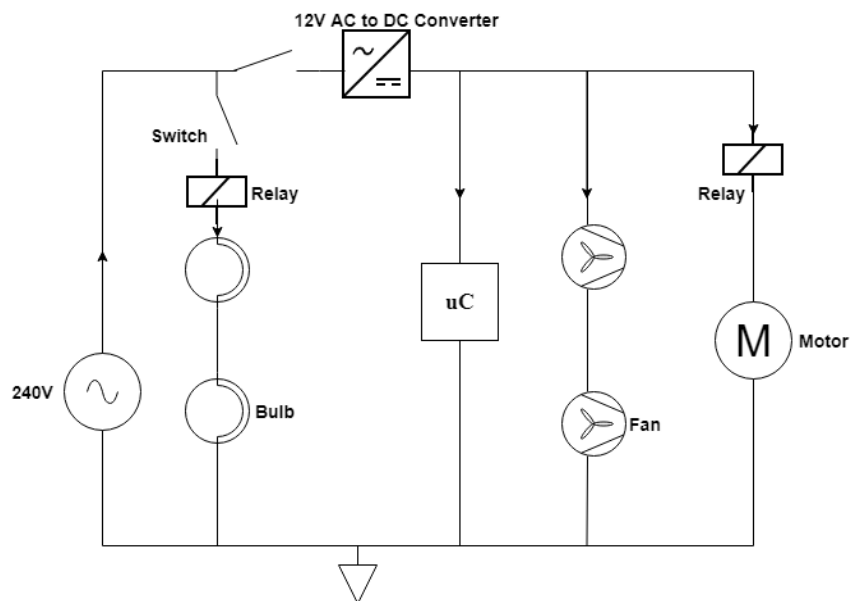 12V AC to DC Converter
Switch
Relay
Relay
uC
M
Motor
240V
Bulb
Fan